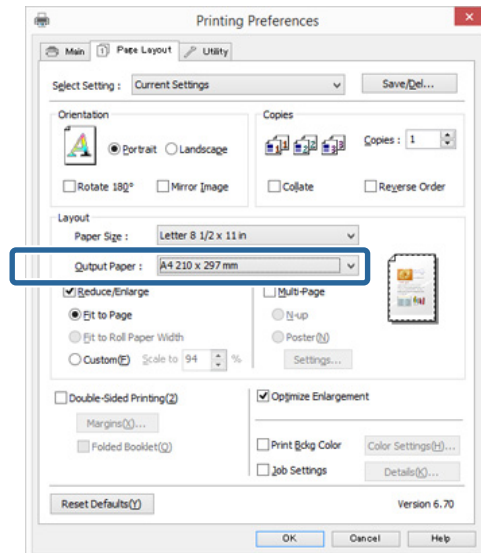 Printing Preferences
Main Page Layout Utility
Select Setting : Current Settings Save/Del...
Orientation Copies
Portrait Landscape Copies : 1
Rotate 180° Mirror Image Collate Reverse Order
Layout
Paper Size : Letter 8 1/2 x 11 in
Output Paper : A4 210 x 297 mm
Reduce/Enlarge Multi-Page
Fit to Page N-up
Fit to Roll Paper Width Poster(N)
Custom(F) Scale to 94 % Settings...
Double-Sided Printing(2) Optimize Enlargement
Margins(X)...
Folded Booklet(Q) Print Bckg Color Color Settings(H)...
Job Settings Details(K)...
Reset Defaults(Y) Version 6.70
OK Cancel Help